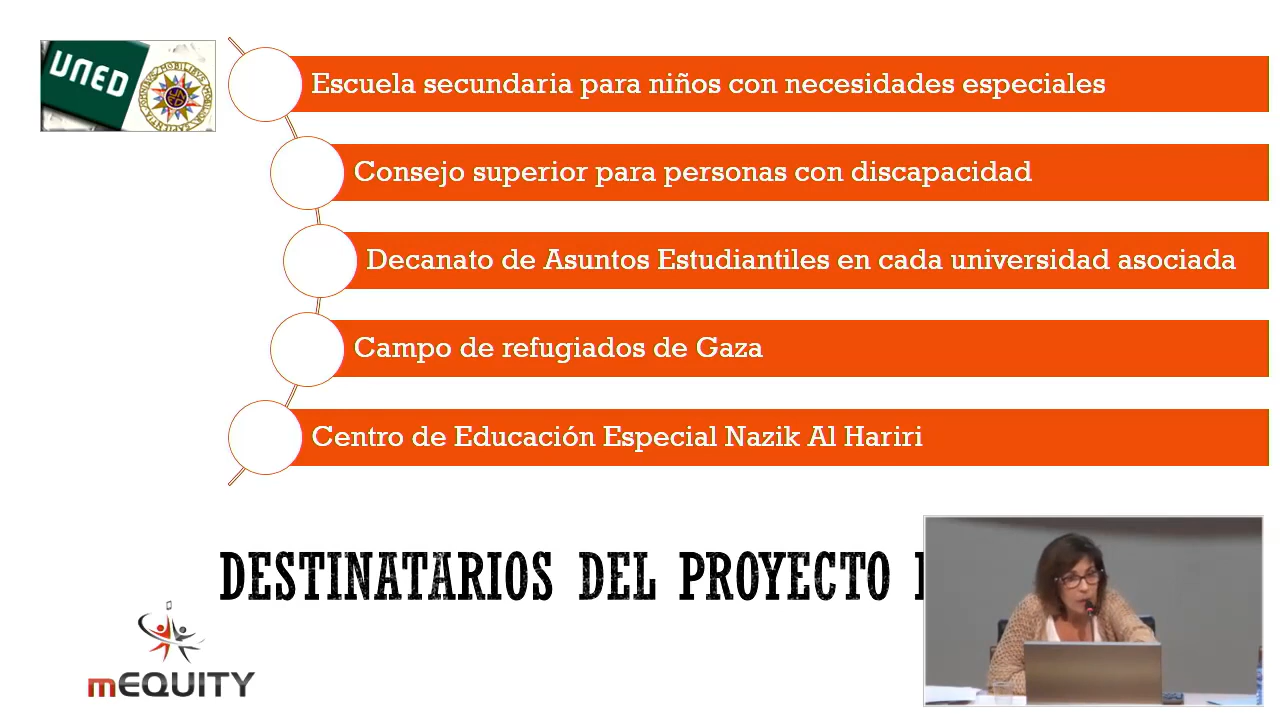 UNED
Escuela secundaria para niños con necesidades especiales
Consejo superior para personas con discapacidad
Decanato de Asuntos Estudiantiles en cada universidad asociada
Campo de refugiados de Gaza
Centro de Educación Especial Nazik Al Hariri
DESTINATARIOS DEL PROYECTO
mEQUITY